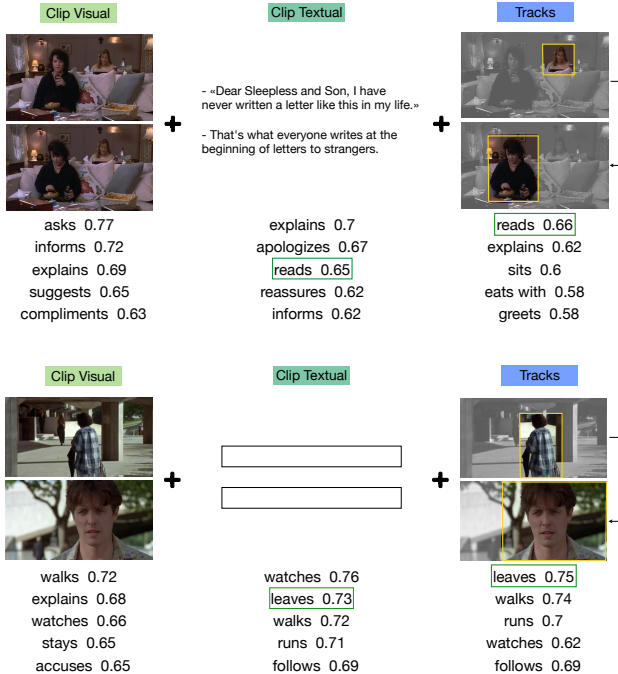 Clip Visual
Clip Textual
Tracks
- «Dear Sleepless and Son, I have
never written a letter like this in my life.»
- That's what everyone writes at the
beginning of letters to strangers.
asks 0.77
informs 0.72
explains 0.69
suggests 0.65
compliments 0.63
explains 0.7
apologizes 0.67
reads 0.65
reassures 0.62
informs 0.62
reads 0.66
explains 0.62
sits 0.6
eats with 0.58
greets 0.58
Clip Visual
Clip Textual
Tracks
walks 0.72
explains 0.68
watches 0.66
stays 0.65
accuses 0.65
watches 0.76
leaves 0.73
walks 0.72
runs 0.71
follows 0.69
leaves 0.75
walks 0.74
runs 0.7
watches 0.62
follows 0.69